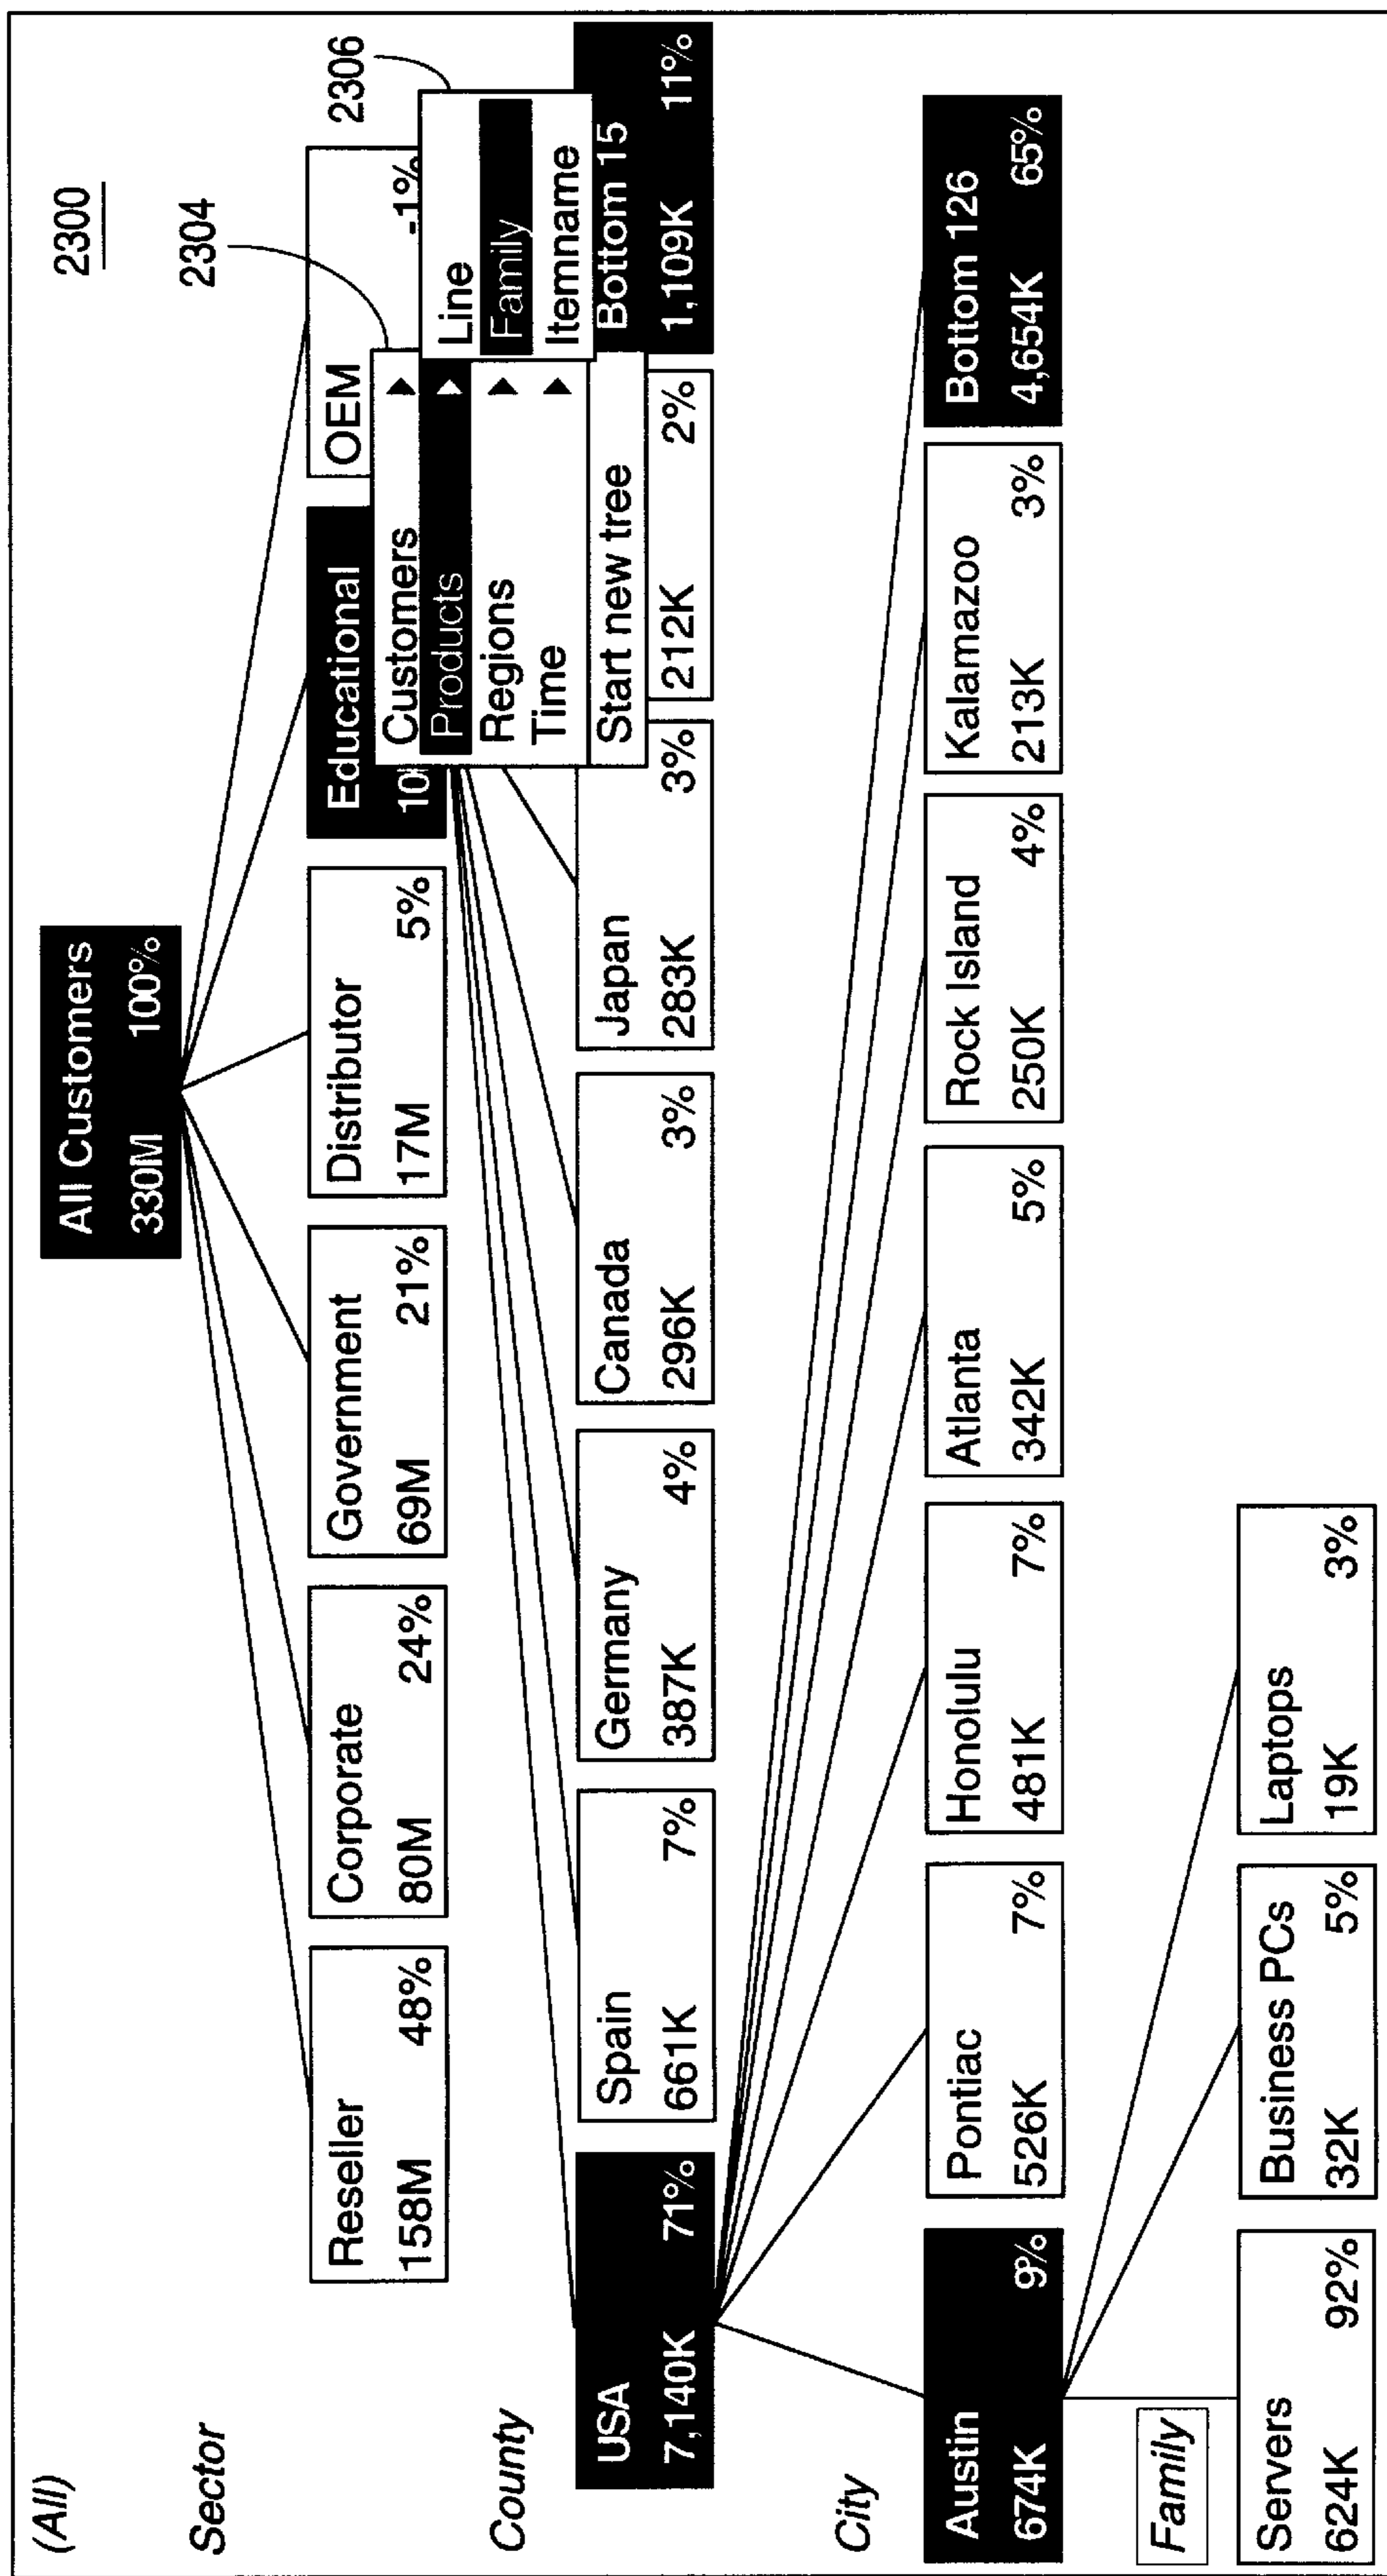 2300
(All)
All Customers
330M 100%
Sector
2304
2306
Reseller
158M 48%
Corporate
80M 24%
Government
69M 21%
Distributor
17M 5%
Educational
10
OEM
-1%
Customers
Products
Regions
Time
Start new tree
Line
Family
Itemname
County
USA
7,140K 71%
Spain
661K 7%
Germany
387K 4%
Canada
296K 3%
Japan
283K 3%
212K 2%
Bottom 15
1,109K 11%
City
Austin
674K 9%
Pontiac
526K 7%
Honolulu
481K 7%
Atlanta
342K 5%
Rock Island
250K 4%
Kalamazoo
213K 3%
Bottom 126
4,654K 65%
Family
Servers
624K 92%
Business PCs
32K 5%
Laptops
19K 3%